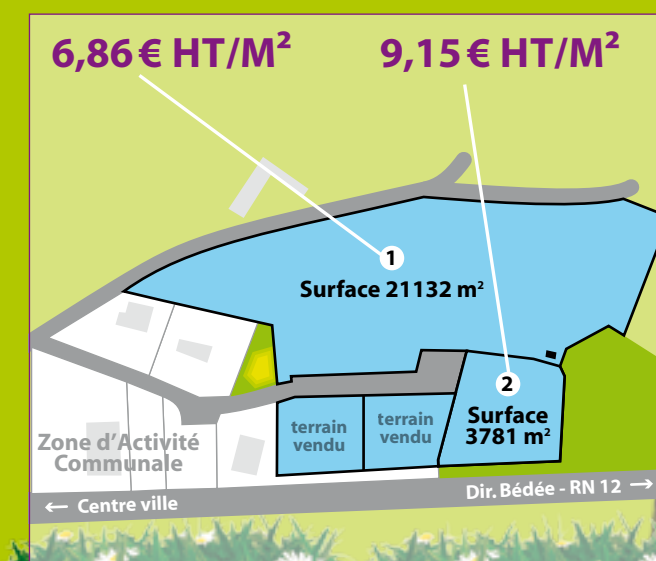 6,86 € HT/M²
9,15 € HT/M²
1
Surface 21132 m²
2
Surface
3781 m²
terrain
vendu
terrain
vendu
Zone d'Activité
Communale
← Centre ville
Dir. Bédée - RN 12 →